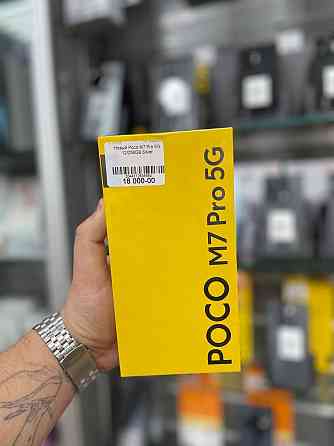 Новый Poco M7 Pro 5G
12/256GB Silver
18 000-00
POCO M7 Pro 5G